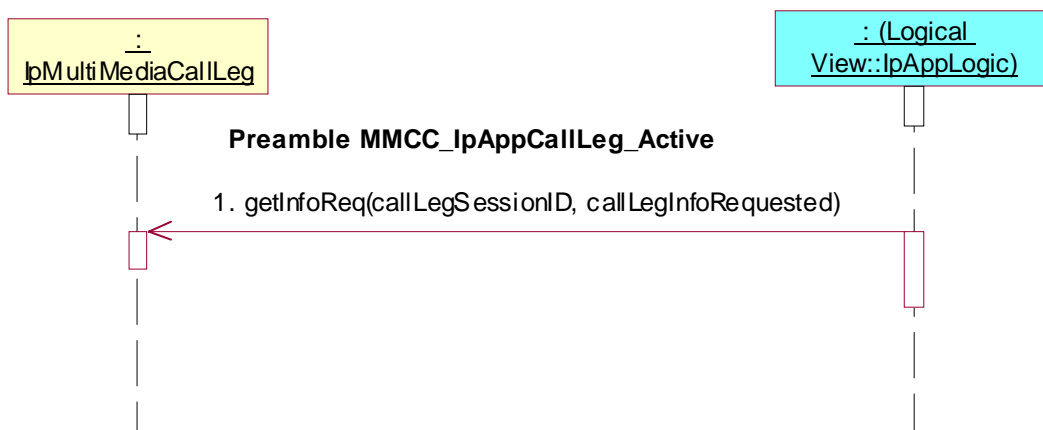 :
IpMultiMediaCallLeg
: (Logical
View::IpAppLogic)
Preamble MMCC_IpAppCallLeg_Active
1. getInfoReq(callLegSessionID, callLegInfoRequested)